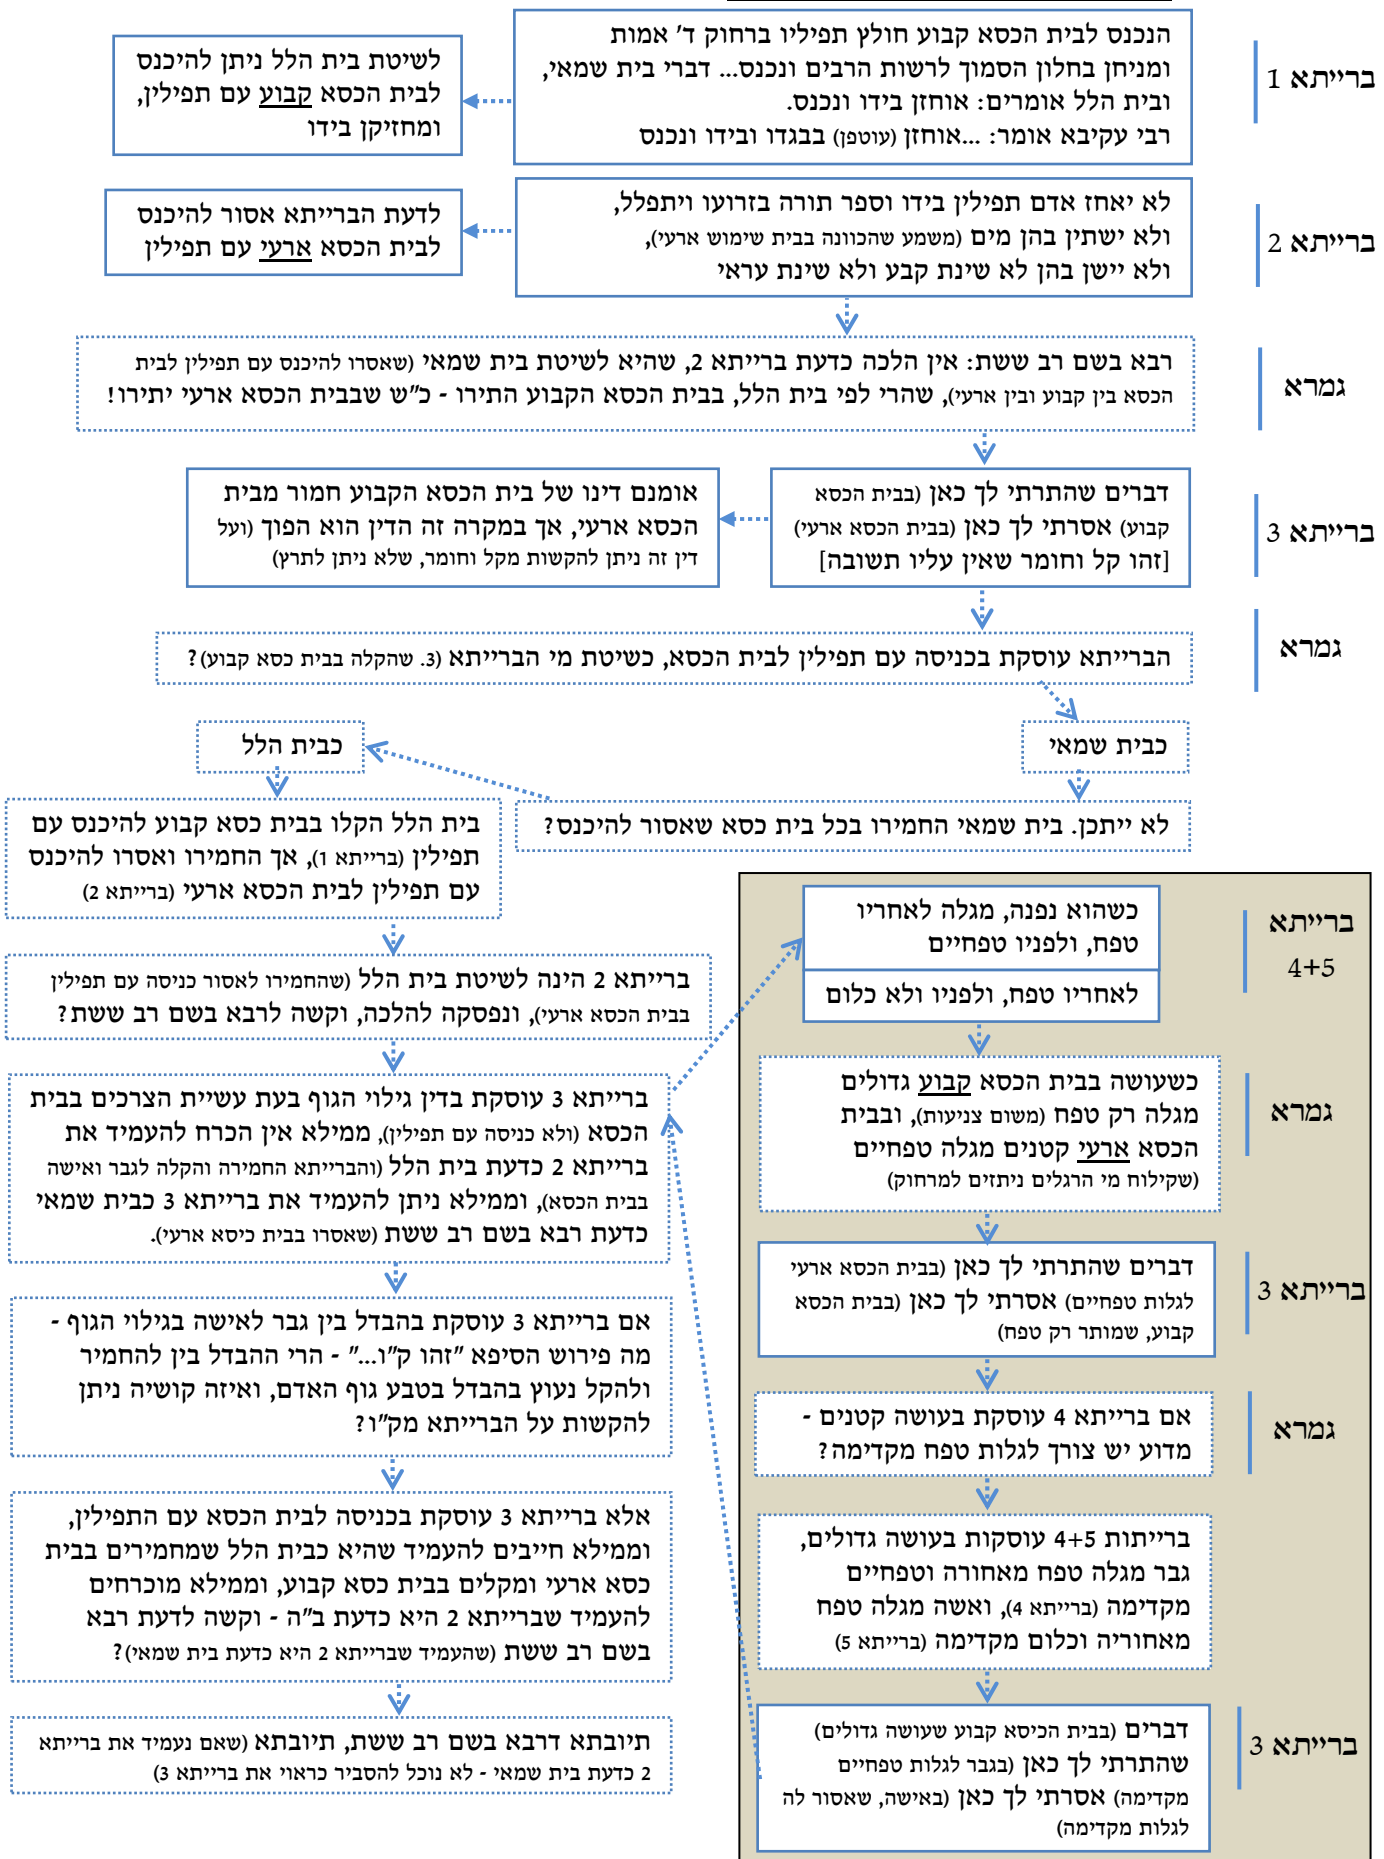 ברייתא 1
הנכנס לבית הכסא קבוע חולץ תפיליו ברחוק ד' אמות
ומניחן בחלון הסמוך לרשות הרבים ונכנס... דברי בית שמאי,
ובית הלל אומרים: אוחזן בידו ונכנס.
רבי עקיבא אומר: ...אוחזן (עוטפן) בבגדו ובידו ונכנס
לשיטת בית הלל ניתן להיכנס
לבית הכסא קבוע עם תפילין,
ומחזיקן בידו
ברייתא 2
לא יאחז אדם תפילין בידו וספר תורה בזרועו ויתפלל,
ולא ישתין בהן מים (משמע שהכוונה בבית שימוש ארעי),
ולא יישן בהן לא שינת קבע ולא שינת עראי
לדעת הברייתא אסור להיכנס
לבית הכסא ארעי עם תפילין
גמרא
רבא בשם רב ששת: אין הלכה כדעת ברייתא 2, שהיא לשיטת בית שמאי (שאסרו להיכנס עם תפילין לבית
הכסא בין קבוע ובין ארעי), שהרי לפי בית הלל, בבית הכסא הקבוע התירו - כ"ש שבבית הכסא ארעי יתירו!
ברייתא 3
דברים שהתרתי לך כאן (בבית הכסא
קבוע) אסרתי לך כאן (בבית הכסא ארעי)
[זהו קל וחומר שאין עליו תשובה]
אומנם דינו של בית הכסא הקבוע חמור מבית
הכסא ארעי, אך במקרה זה הדין הוא הפוך (ועל
דין זה ניתן להקשות מקל וחומר, שלא ניתן לתרץ)
גמרא
הברייתא עוסקת בכניסה עם תפילין לבית הכסא, כשיטת מי הברייתא (3. שהקלה בבית כסא קבוע)?
כבית שמאי
כבית הלל
לא ייתכן. בית שמאי החמירו בכל בית כסא שאסור להיכנס?
בית הלל הקלו בבית כסא קבוע להיכנס עם
תפילין (ברייתא 1), אך החמירו ואסרו להיכנס
עם תפילין לבית הכסא ארעי (ברייתא 2)
ברייתא 2 הינה לשיטת בית הלל (שהחמירו לאסור כניסה עם תפילין
בבית הכסא ארעי), ונפסקה להלכה, וקשה לרבא בשם רב ששת?
ברייתא 3 עוסקת בדין גילוי הגוף בעת עשיית הצרכים בבית
הכסא (ולא כניסה עם תפילין), ממילא אין הכרח להעמיד את
ברייתא 2 כדעת בית הלל (והברייתא החמירה והקלה לגבר ואישה
בבית הכסא), וממילא ניתן להעמיד את ברייתא 3 כבית שמאי
כדעת רבא בשם רב ששת (שאסרו בבית כיסא ארעי).
אם ברייתא 3 עוסקת בהבדל בין גבר לאישה בגילוי הגוף -
מה פירוש הסיפא "זהו ק"ו..." - הרי ההבדל בין להחמיר
ולהקל נעוץ בהבדל בטבע גוף האדם, ואיזה קושיה ניתן
להקשות על הברייתא מק"ו?
אלא ברייתא 3 עוסקת בכניסה לבית הכסא עם התפילין,
וממילא חייבים להעמיד שהיא כבית הלל שמחמירים בבית
כסא ארעי ומקלים בבית כסא קבוע, וממילא מוכרחים
להעמיד שברייתא 2 היא כדעת ב"ה - וקשה לדעת רבא
בשם רב ששת (שהעמיד שברייתא 2 היא כדעת בית שמאי)?
תיובתא דרבא בשם רב ששת, תיובתא (שאם נעמיד את ברייתא
2 כדעת בית שמאי - לא נוכל להסביר כראוי את ברייתא 3)
ברייתא
4+5
כשהוא נפנה, מגלה לאחריו
טפח, ולפניו טפחיים
לאחריו טפח, ולפניו ולא כלום
גמרא
כשעושה בבית הכסא קבוע גדולים
מגלה רק טפח (משום צניעות), ובבית
הכסא ארעי קטנים מגלה טפחיים
(שקילוח מי הרגלים ניתזים למרחוק)
ברייתא 3
דברים שהתרתי לך כאן (בבית הכסא ארעי
לגלות טפחיים) אסרתי לך כאן (בבית הכסא
קבוע, שמותר רק טפח)
גמרא
אם ברייתא 4 עוסקת בעושה קטנים -
מדוע יש צורך לגלות טפח מקדימה?
ברייתות 4+5 עוסקות בעושה גדולים,
גבר מגלה טפח מאחורה וטפחיים
מקדימה (ברייתא 4), ואשה מגלה טפח
מאחוריה וכלום מקדימה (ברייתא 5)
ברייתא 3
דברים (בבית הכיסא קבוע שעושה גדולים)
שהתרתי לך כאן (בגבר לגלות טפחיים
מקדימה) אסרתי לך כאן (באישה, שאסור לה
לגלות מקדימה)